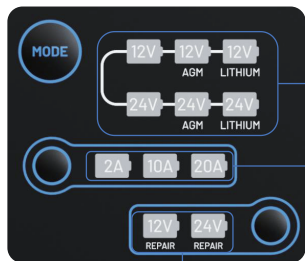 MODE
12V 12V 12V
AGM LITHIUM
24V 24V 24V
AGM LITHIUM
2A 10A 20A
12V 24V
REPAIR REPAIR